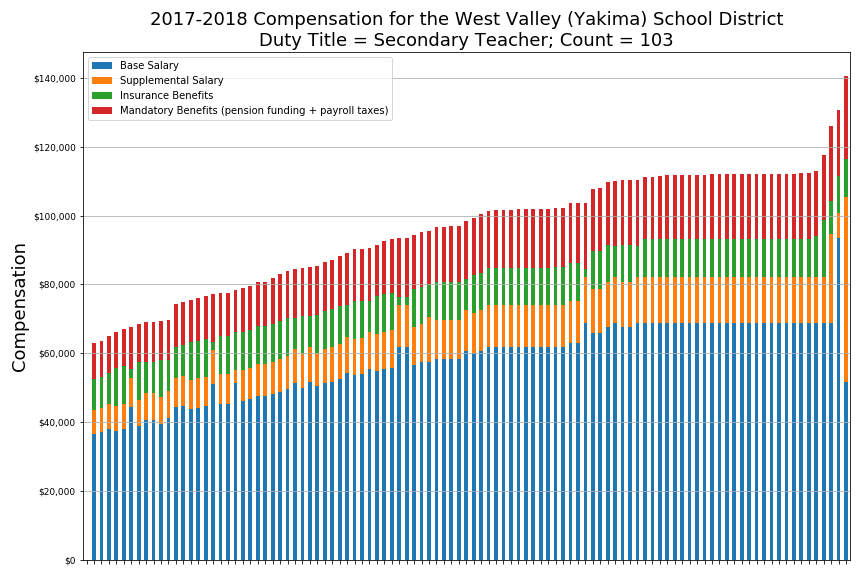 2017-2018 Compensation for the West Valley (Yakima) School District
Duty Title = Secondary Teacher; Count = 103
Base Salary
Supplemental Salary
Insurance Benefits
Mandatory Benefits (pension funding + payroll taxes)
$140,000
$120,000
$100,000
$80,000
$60,000
$40,000
$20,000
$0
Compensation